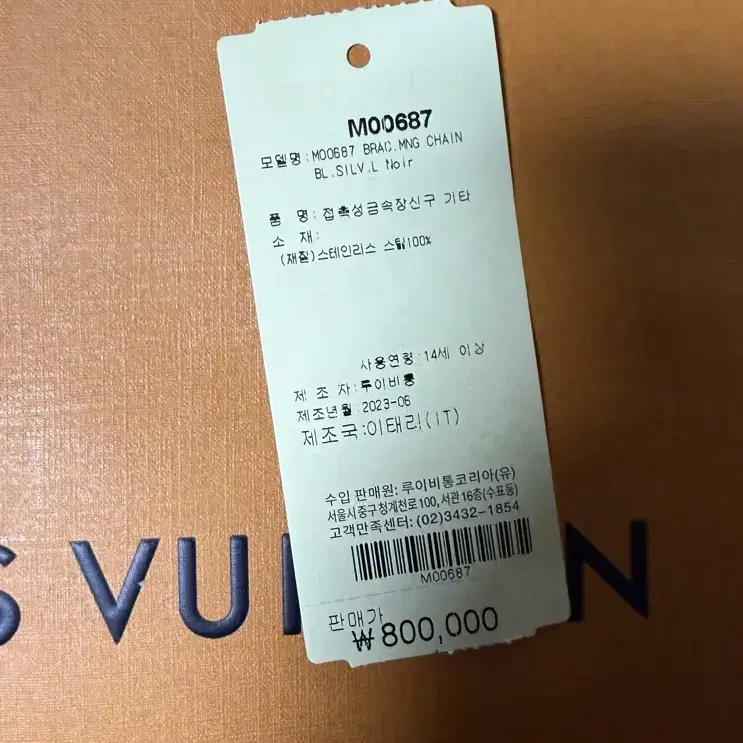 M00687
모델명:M00687 BRAC.MNG CHAIN
BL.SILV.L Noir
품 명:접촉성금속장신구 기타
소 재:
(재질)스테인리스 스틸100%
사용연령:14세 이상
제 조 자:루이비통
제조년월:2023-06
제조국:이태리(IT)
수입 판매원: 루이비통코리아(유)
서울시중구청계천로100, 서관16층(수표동)
고객만족센터: (02)3432-1854
M00687
판매가
₩800,000
S VUI N